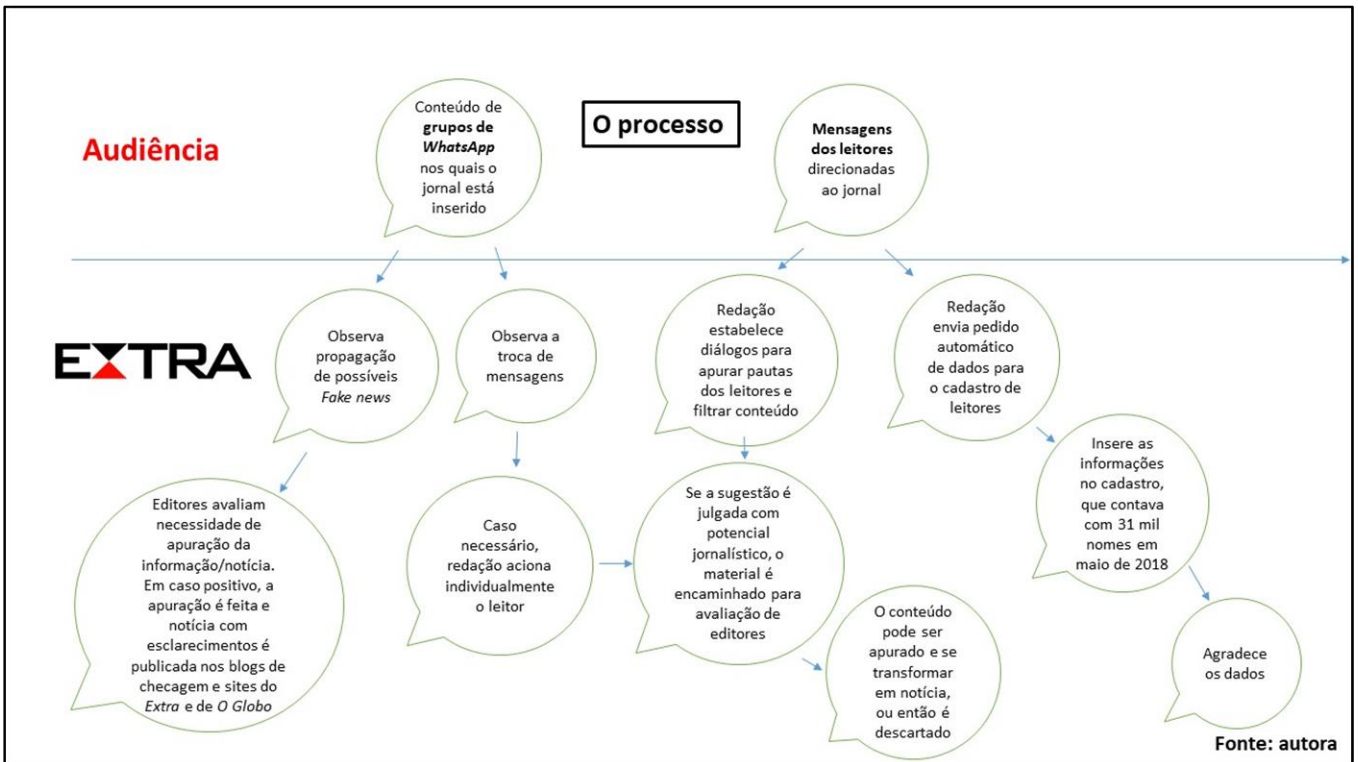 O processo
Audiência
Conteúdo de
grupos de
WhatsApp
nos quais o
jornal está
inserido
Mensagens
dos leitores
direcionadas
ao jornal
EXTRA
Observa
propagação
de possíveis
Fake news
Observa a
troca de
mensagens
Redação
estabelece
diálogos para
apurar pautas
dos leitores e
filtrar conteúdo
Redação
envia pedido
automático
de dados para
o cadastro de
leitores
Editores avaliam
necessidade de
apuração da
informação/notícia.
Em caso positivo, a
apuração é feita e
notícia com
esclarecimentos é
publicada nos blogs de
checagem e sites do
Extra e de O Globo
Caso
necessário,
redação aciona
individualmente
o leitor
Se a sugestão é
julgada com
potencial
jornalístico, o
material é
encaminhado para
avaliação de
editores
Insere as
informações
no cadastro,
que contava
com 31 mil
nomes em
maio de 2018
O conteúdo
pode ser
apurado e se
transformar
em notícia,
ou então é
descartado
Agradece
os dados
Fonte: autora